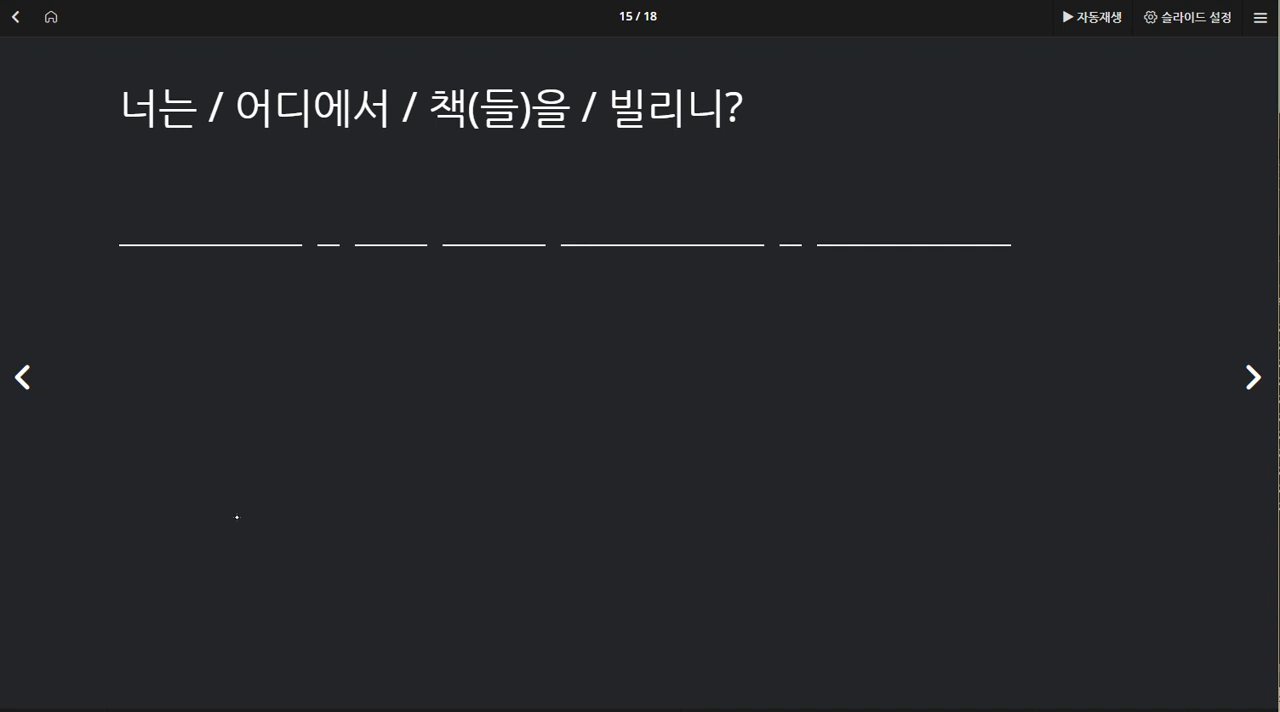 15 / 18
▶ 자동재생
슬라이드 설정
너는 / 어디에서 / 책(들)을 / 빌리니?